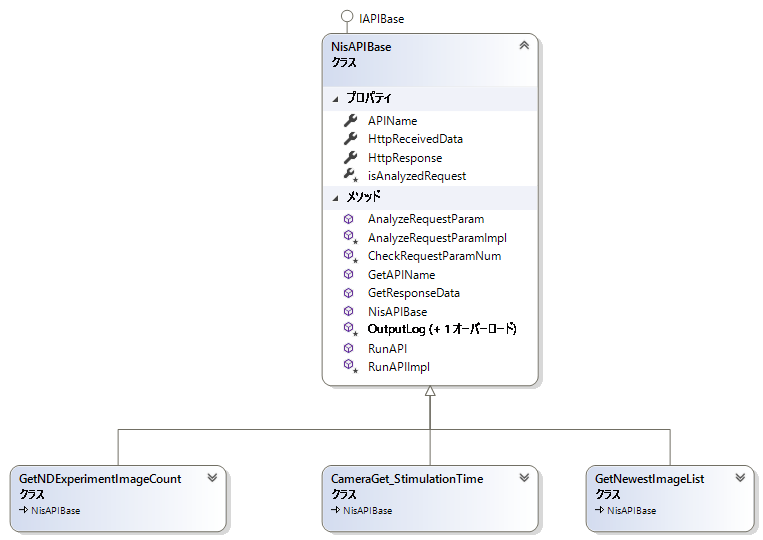 IAPIBase
NisAPIBase
クラス
プロパティ
APIName
HttpReceivedData
HttpResponse
isAnalyzedRequest
メソッド
AnalyzeRequestParam
AnalyzeRequestParamImpl
CheckRequestParamNum
GetAPIName
GetResponseData
NisAPIBase
OutputLog (+ 1 オーバーロード)
RunAPI
RunAPIImpl
GetNDExperimentImageCount
クラス
NisAPIBase
CameraGet_StimulationTime
クラス
NisAPIBase
GetNewestImageList
クラス
NisAPIBase